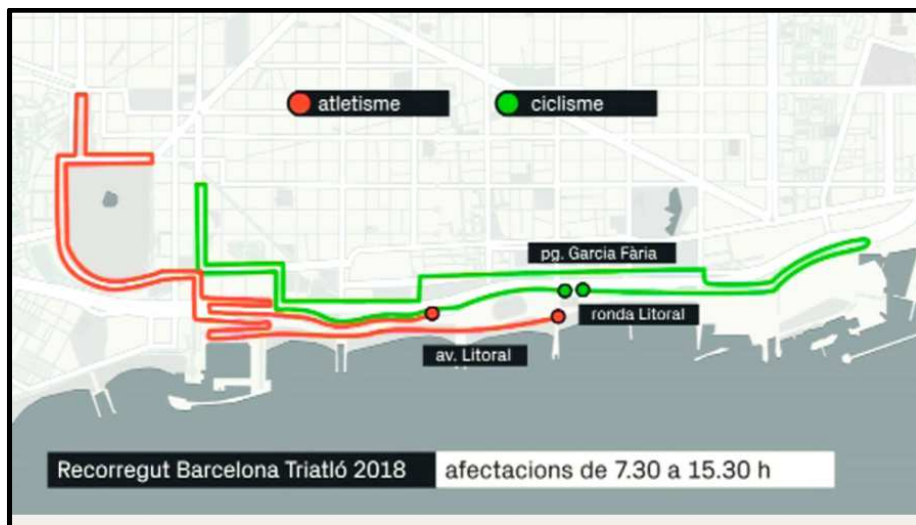 atletisme
ciclisme
pg. Garcia Fària
ronda Litoral
av. Litoral
Recorregut Barcelona Triatló 2018
afectacions de 7.30 a 15.30 h